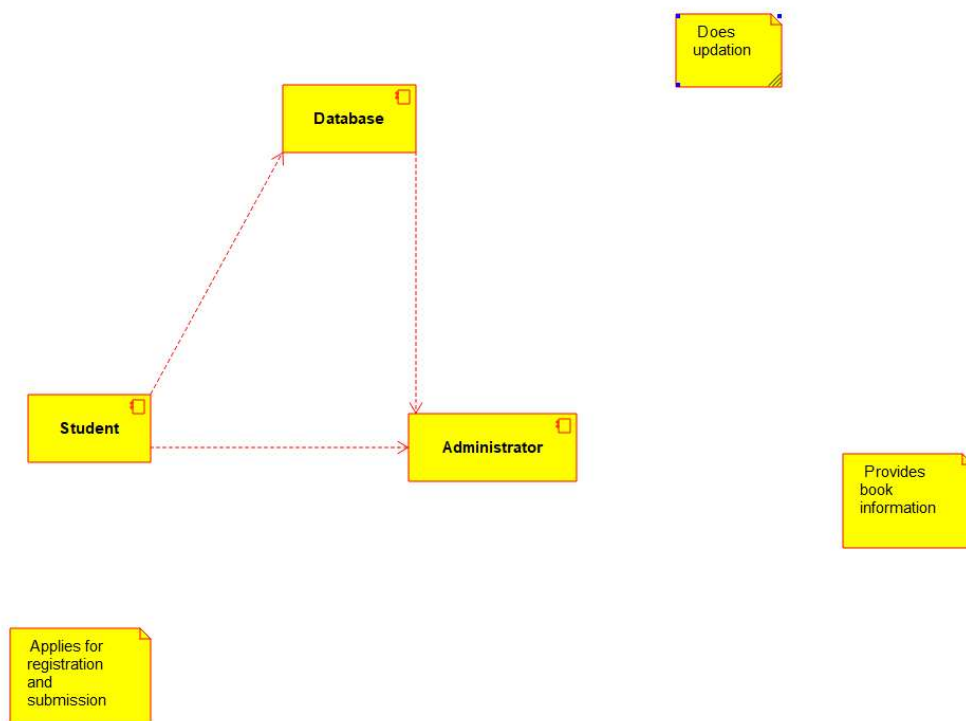 Does
updation
Database
Student
Administrator
Provides
book
information
Applies for
registration
and
submission